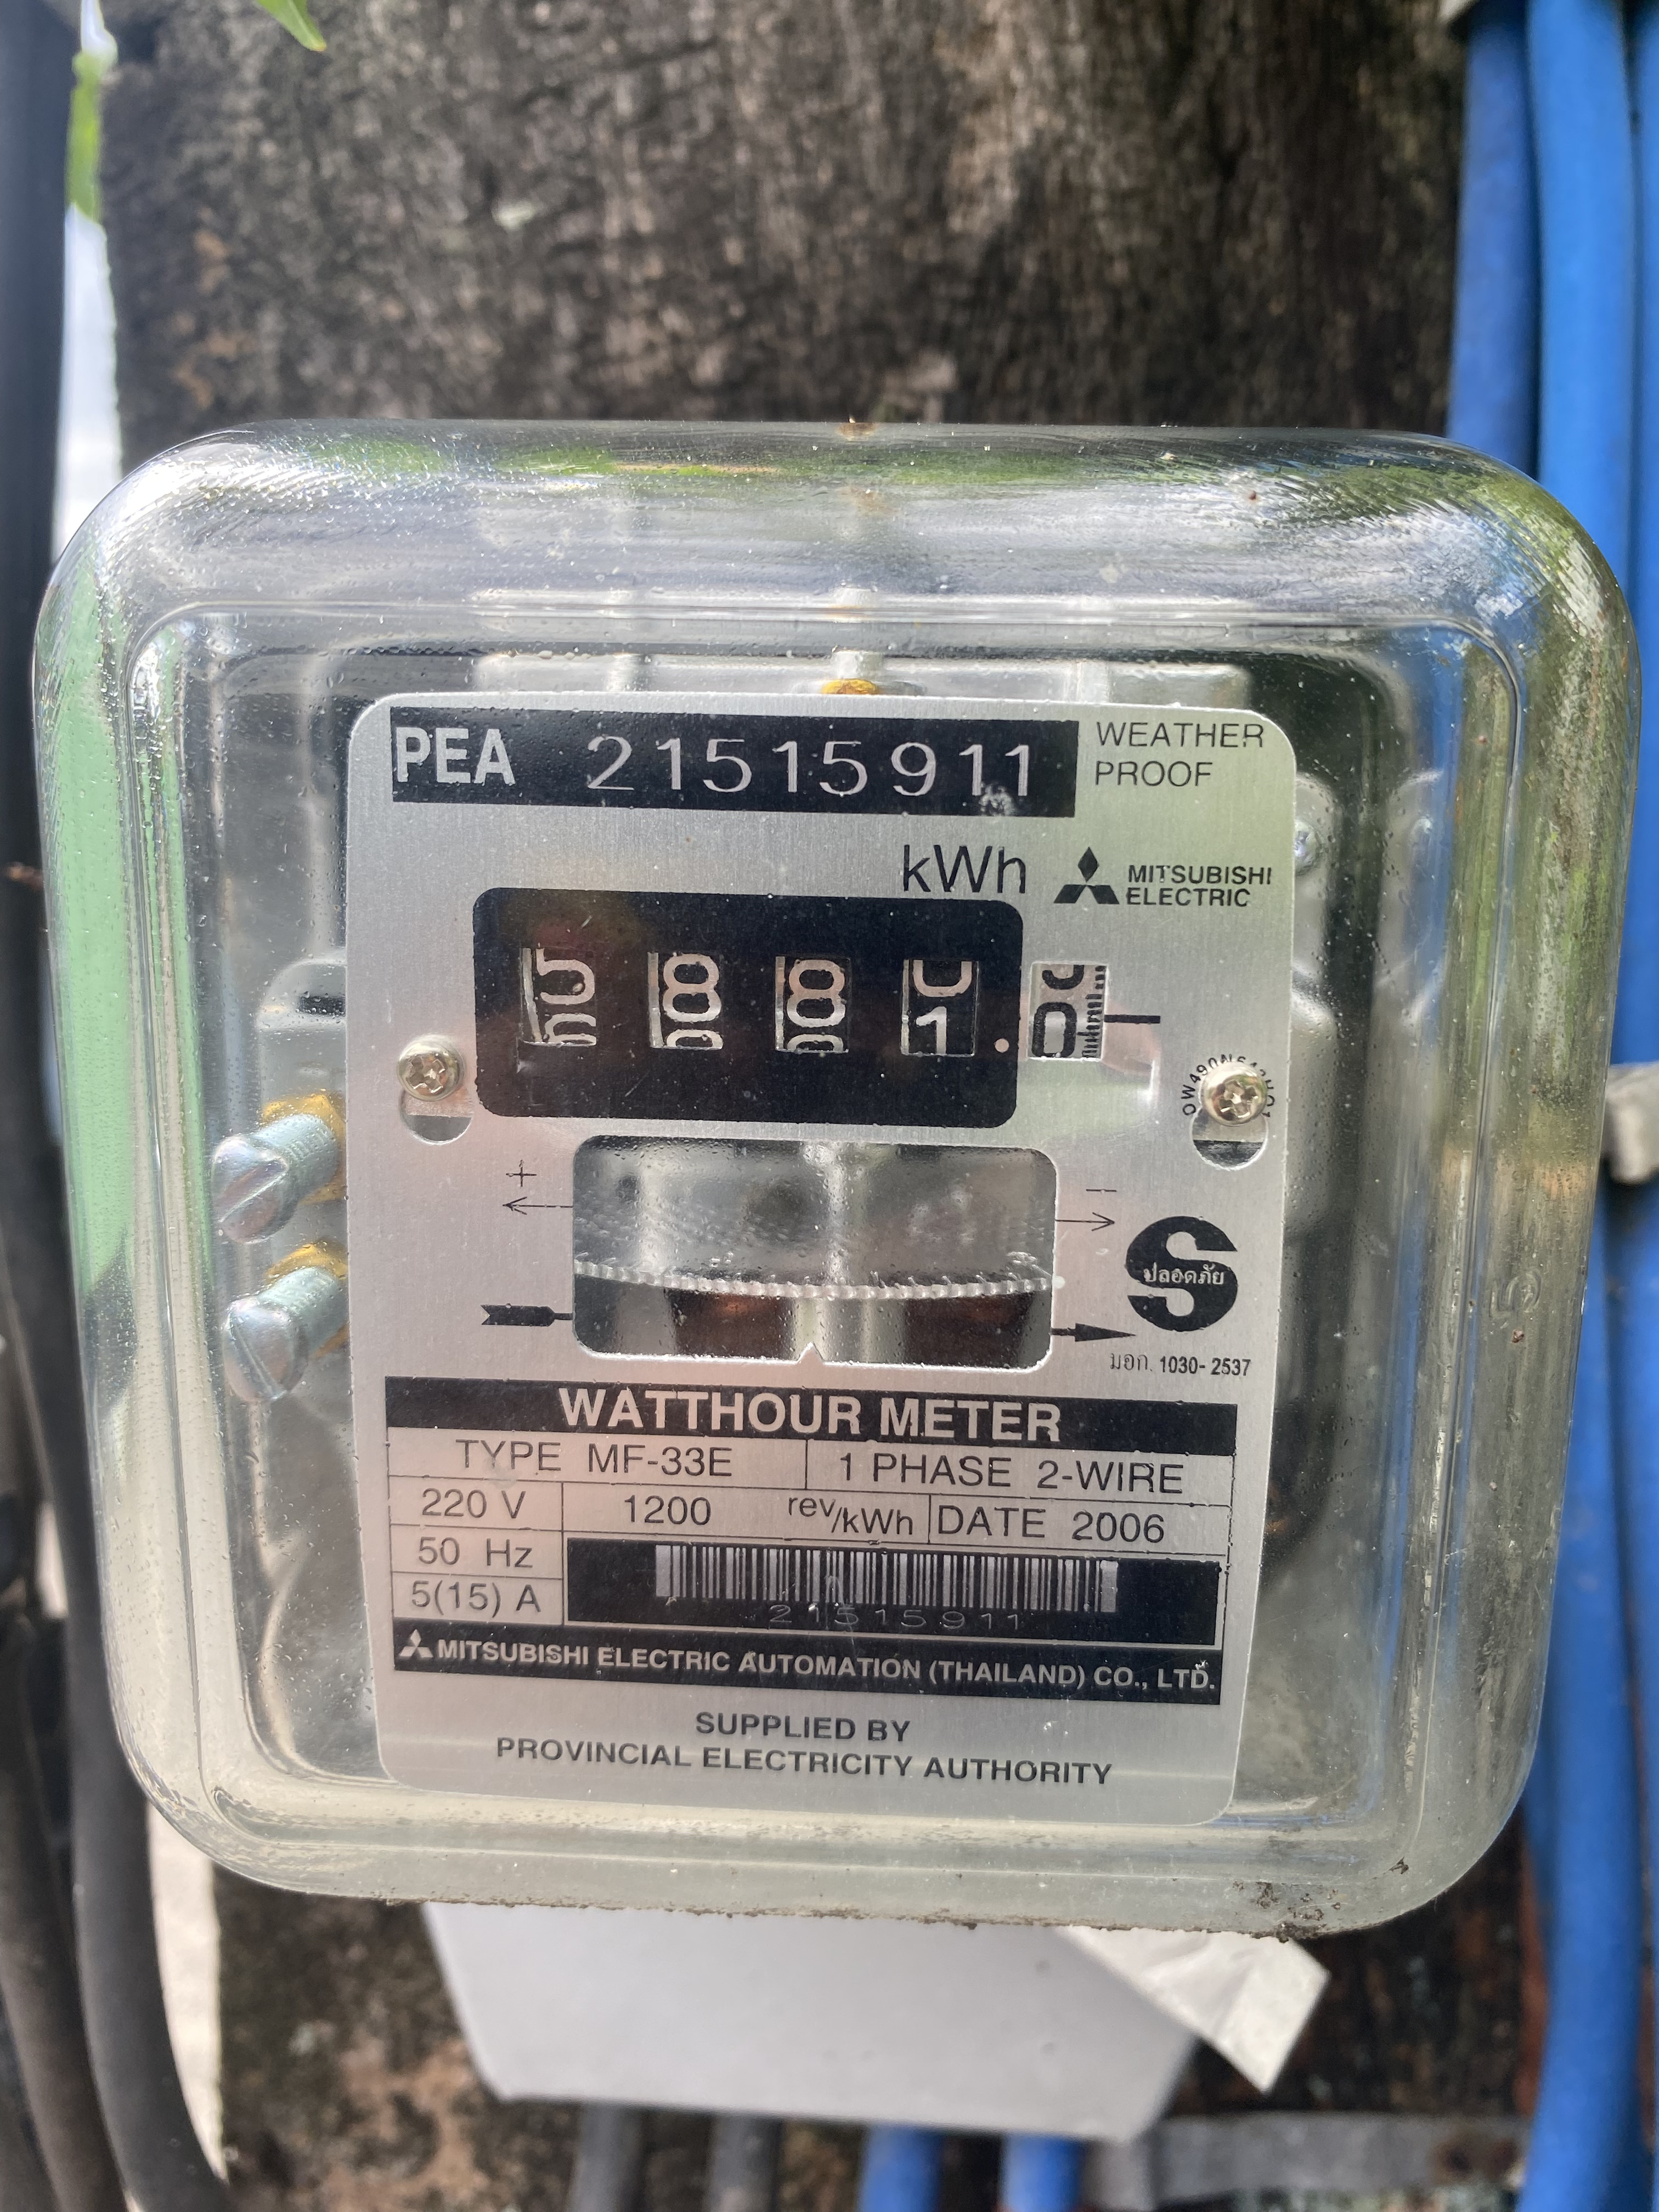 PEA 21515911
WEATHER
PROOF
kWh
MITSUBISHI
ELECTRIC
+
−
S
ปลอดภัย
มอก. 1030-2537
WATTHOUR METER
TYPE MF-33E
1 PHASE 2-WIRE
220 V
1200 rev/kWh
DATE 2006
50 Hz
5(15) A
21515911
MITSUBISHI ELECTRIC AUTOMATION (THAILAND) CO., LTD.
SUPPLIED BY
PROVINCIAL ELECTRICITY AUTHORITY